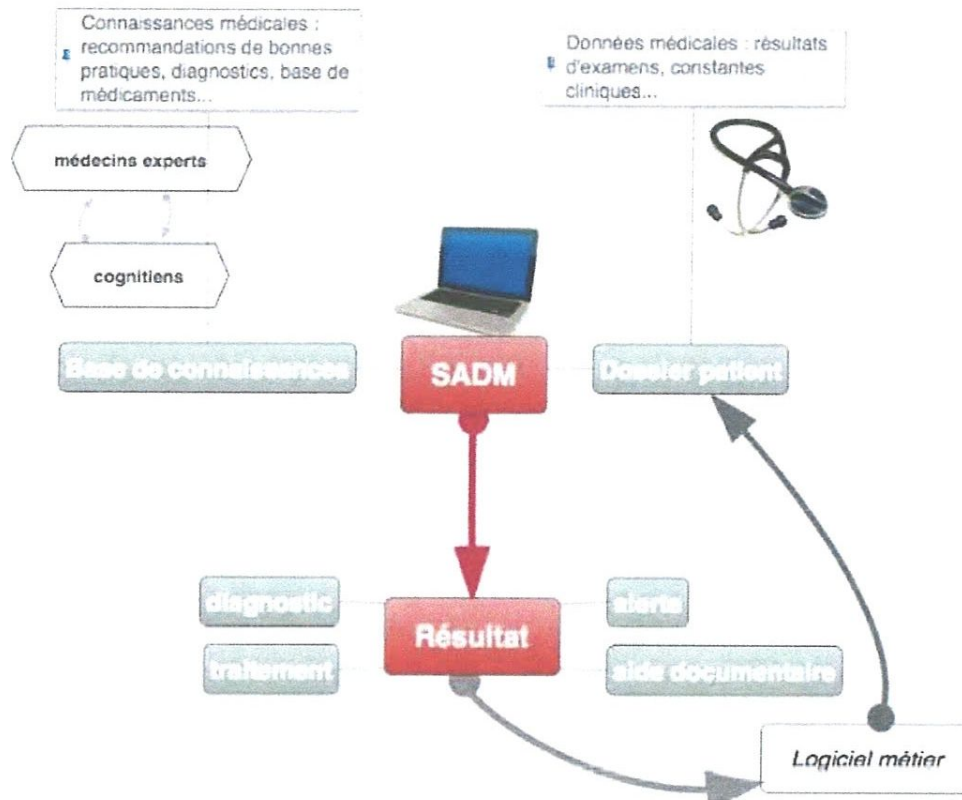 Connaissances médicales :
recommandations de bonnes
pratiques, diagnostics, base de
médicaments...
Données médicales : résultats
d'examens, constantes
cliniques...
médecins experts
cogniticiens
Base de connaissances
SADM
Dossier patient
diagnostic
alerte
Résultat
traitement
aide documentaire
Logiciel métier